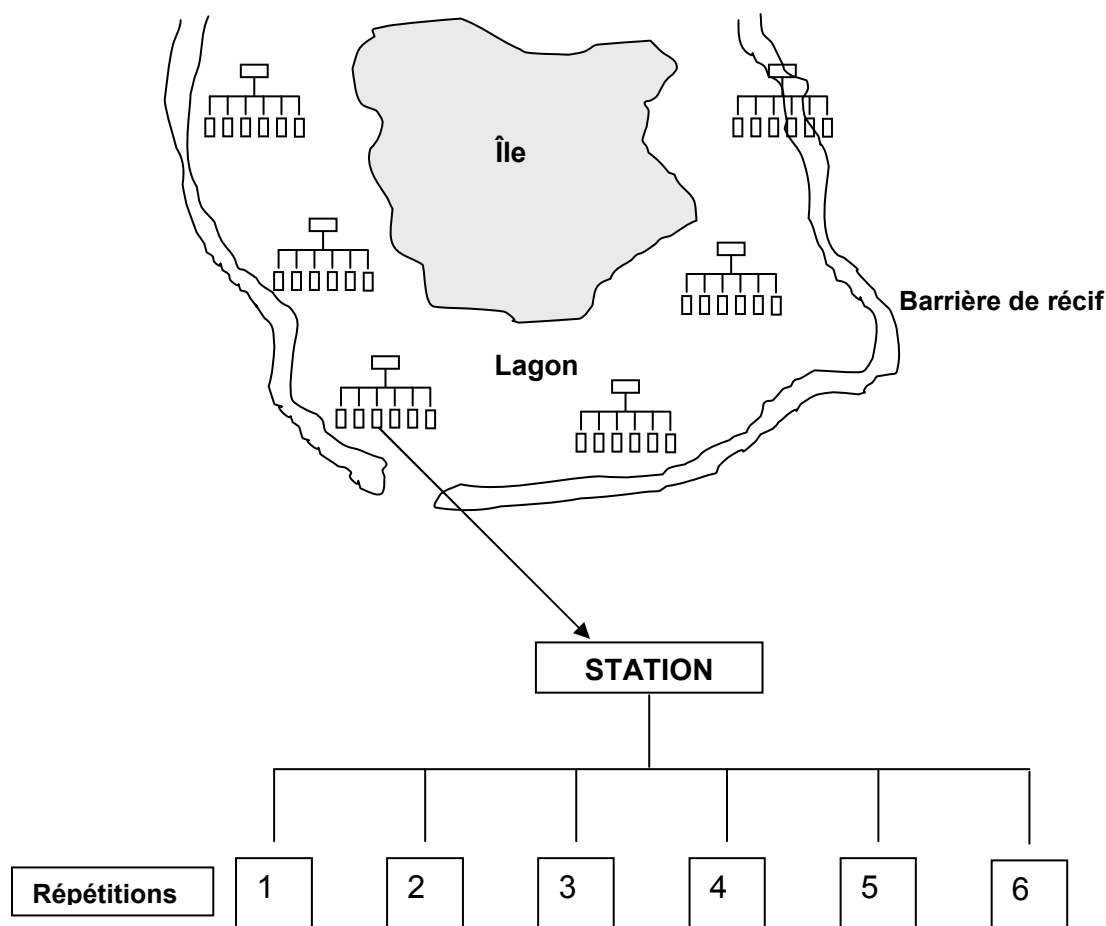 Île
Barrière de récif
Lagon
STATION
Répétitions
1 2 3 4 5 6